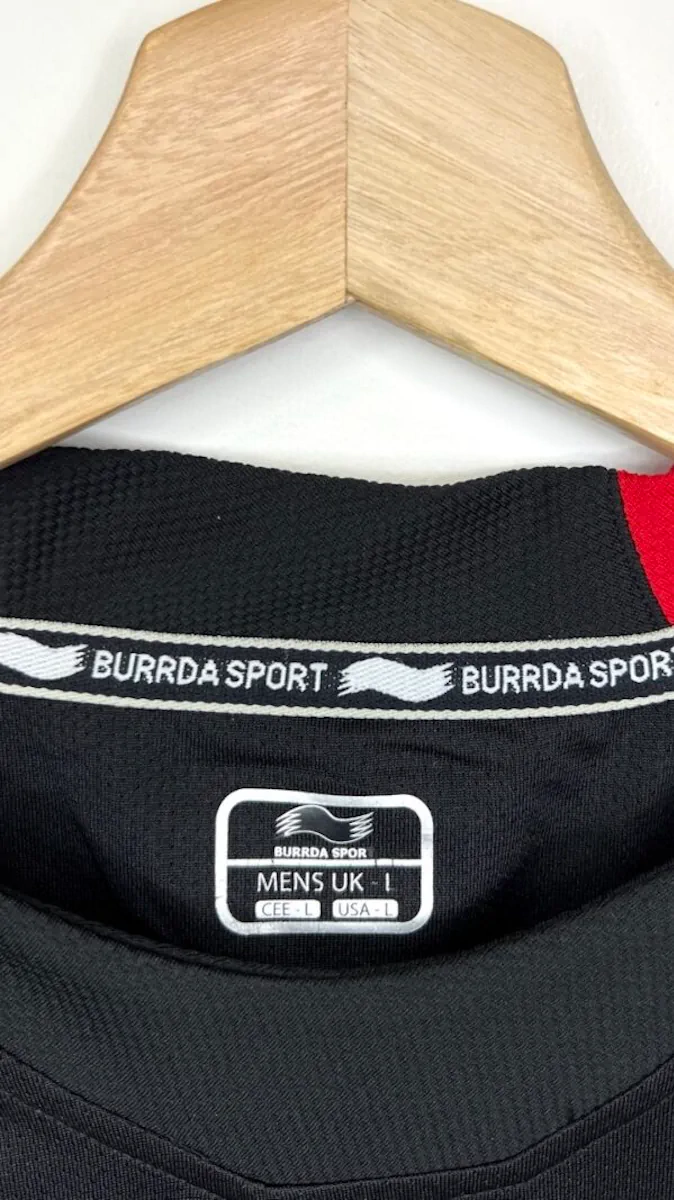 BURRDA SPORT BURRDA SPORT
BURRDA SPOR
MENS UK - L
CEE - L USA - L